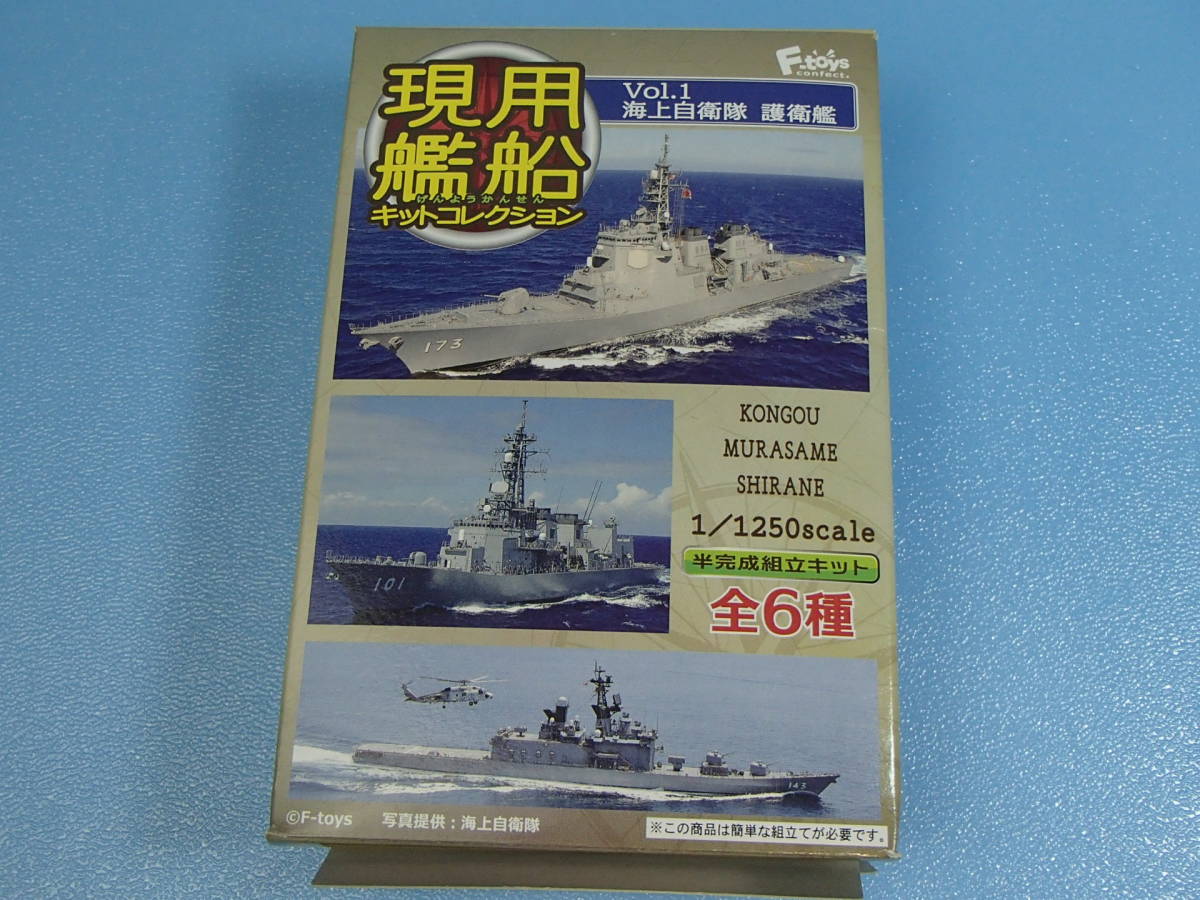 F-toys
confect.
Vol.1
海上自衛隊 護衛艦
現用
艦船
げんようかんせん
キットコレクション
173
KONGOU
MURASAME
SHIRANE
1/1250scale
半完成組立キット
全6種
101
143
©F-toys 写真提供：海上自衛隊
※この商品は簡単な組立てが必要です。